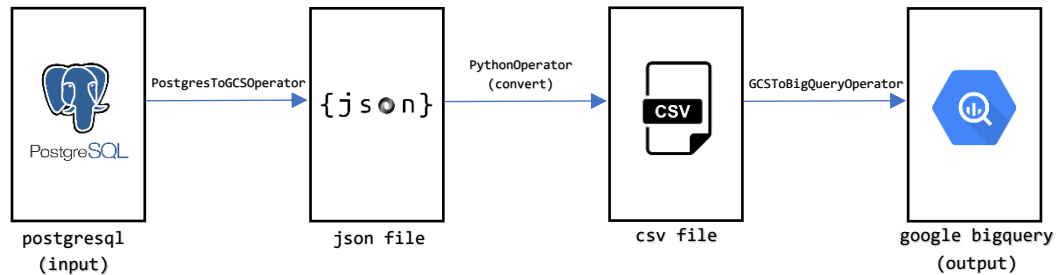 PostgreSQL
PostgresToGCSOperator
{json}
PythonOperator
(convert)
CSV
GCSToBigQueryOperator
postgresql
(input)
json file
csv file
google bigquery
(output)